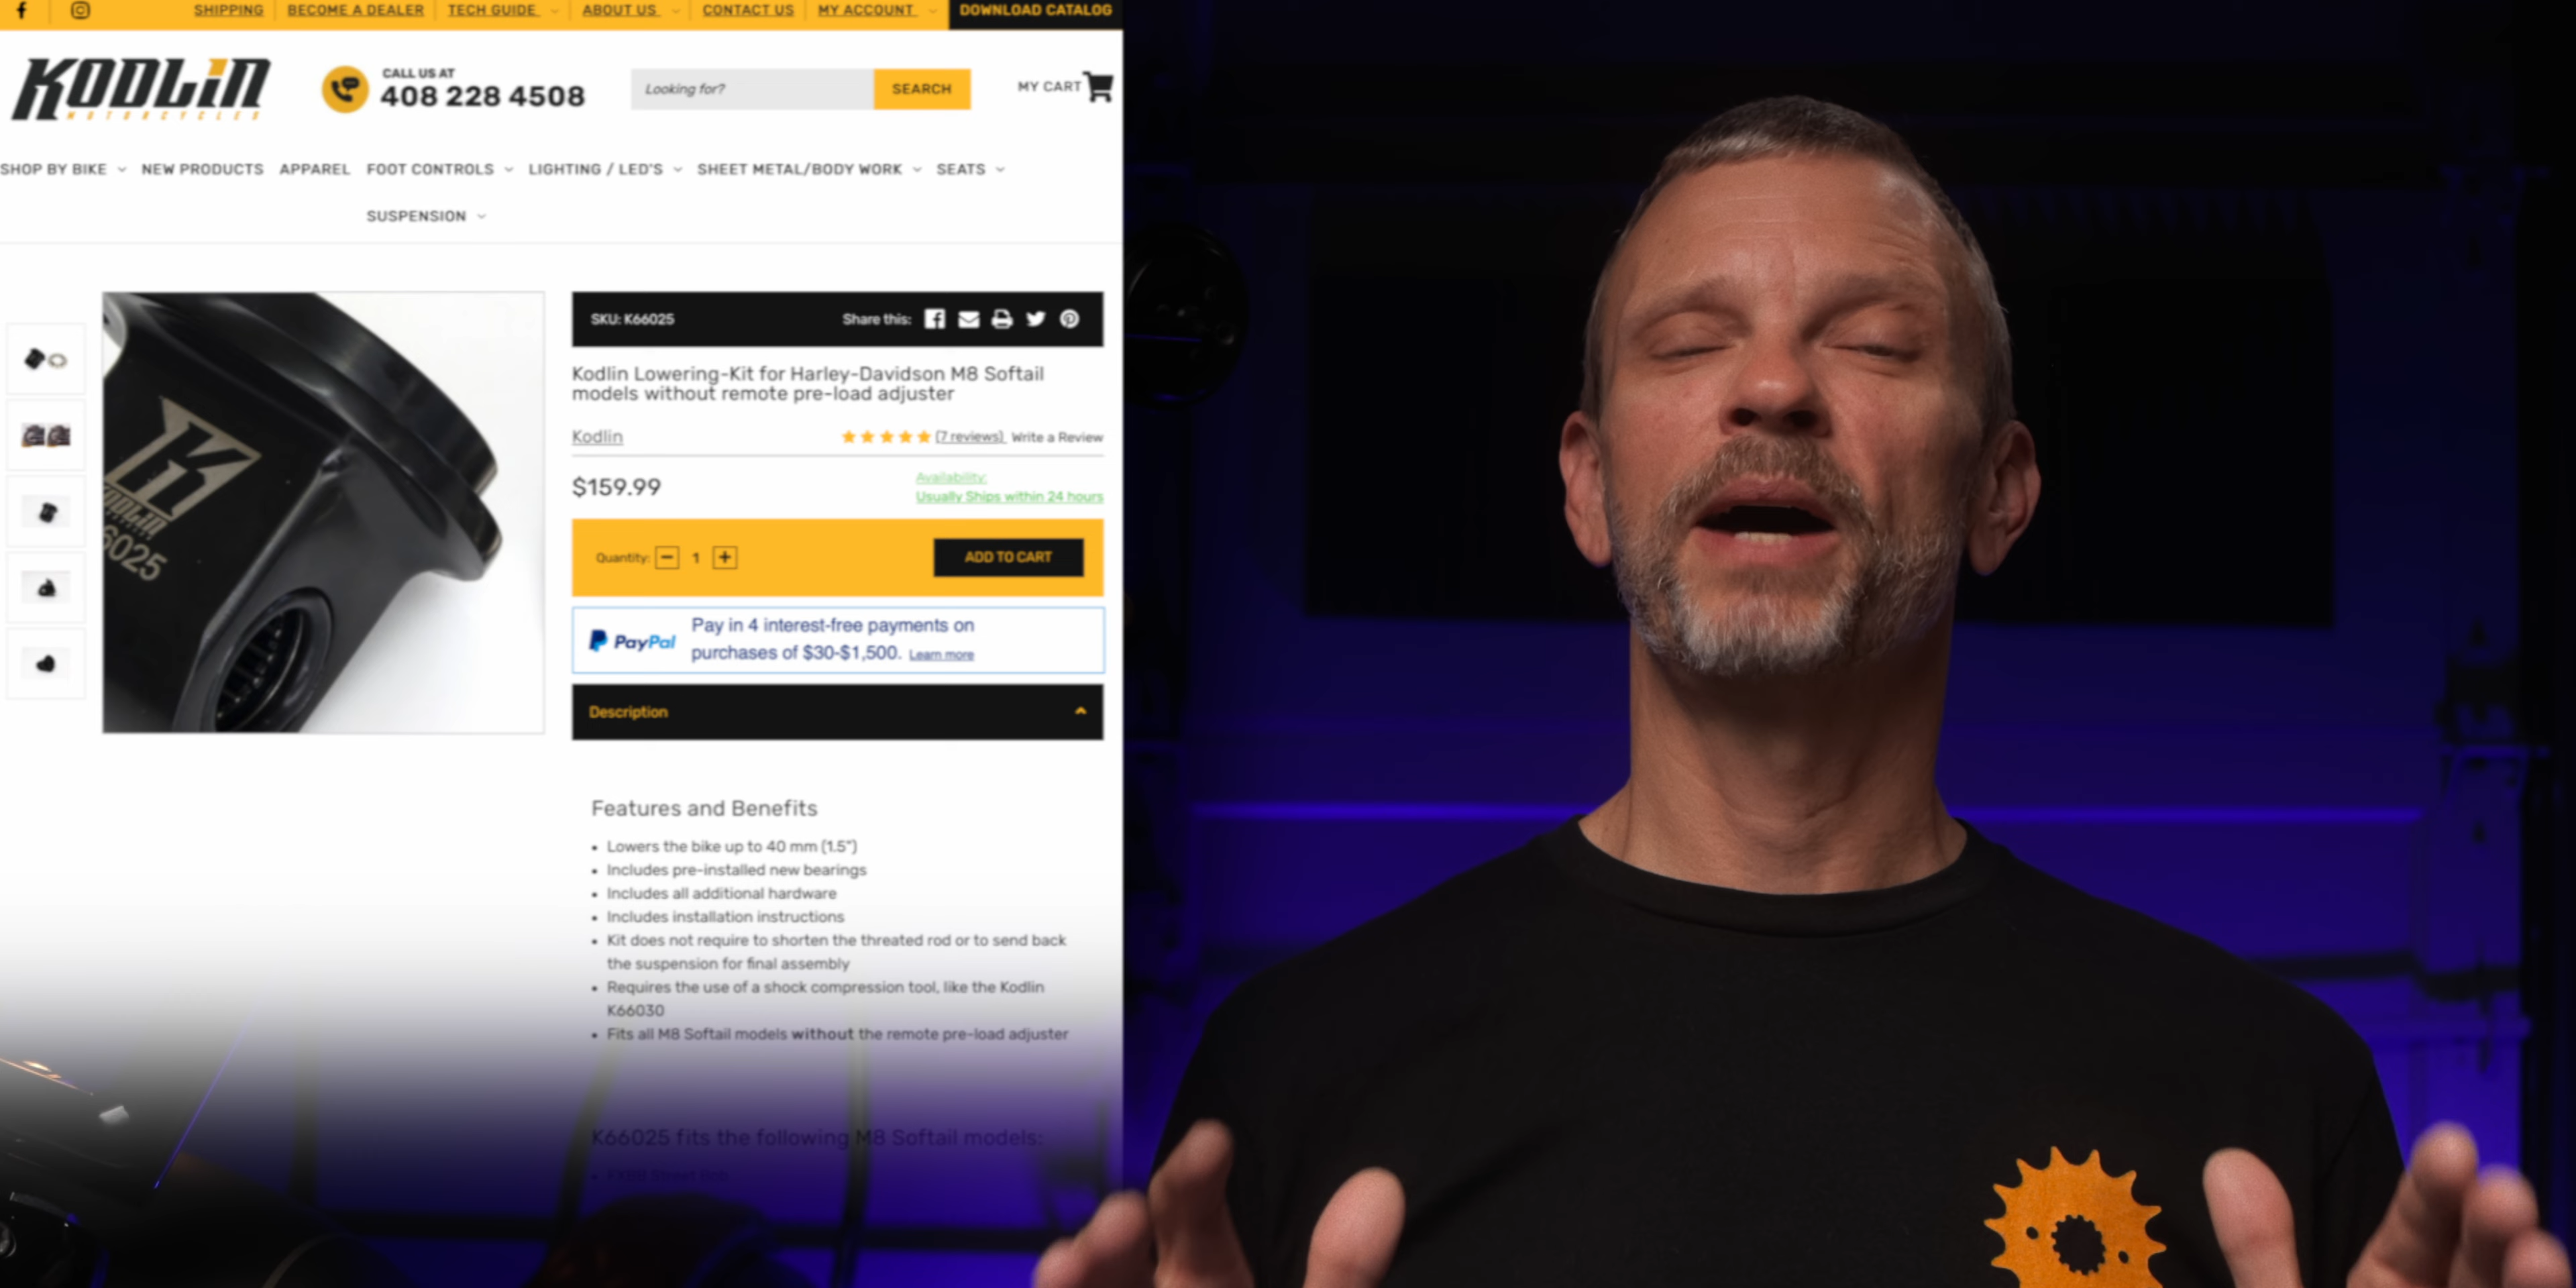 SHIPPING BECOME A DEALER TECH GUIDE ABOUT US CONTACT US MY ACCOUNT DOWNLOAD CATALOG
KODLIN
MOTORCYCLES
CALL US AT
408 228 4508
Looking for?
SEARCH
MY CART
SHOP BY BIKE NEW PRODUCTS APPAREL FOOT CONTROLS LIGHTING / LED'S SHEET METAL/BODY WORK SEATS
SUSPENSION
KODLIN
6025
SKU: K66025
Share this:
Kodlin Lowering-Kit for Harley-Davidson M8 Softail
models without remote pre-load adjuster
Kodlin
(7 reviews) Write a Review
$159.99
Availability:
Usually Ships within 24 hours
Quantity: 1
ADD TO CART
PayPal
Pay in 4 interest-free payments on
purchases of $30-$1,500. Learn more
Description
Features and Benefits
• Lowers the bike up to 40 mm (1.5")
• Includes pre-installed new bearings
• Includes all additional hardware
• Includes installation instructions
• Kit does not require to shorten the threated rod or to send back
the suspension for final assembly
• Requires the use of a shock compression tool, like the Kodlin
K66030
• Fits all M8 Softail models without the remote pre-load adjuster
K66025 fits the following M8 Softail models: